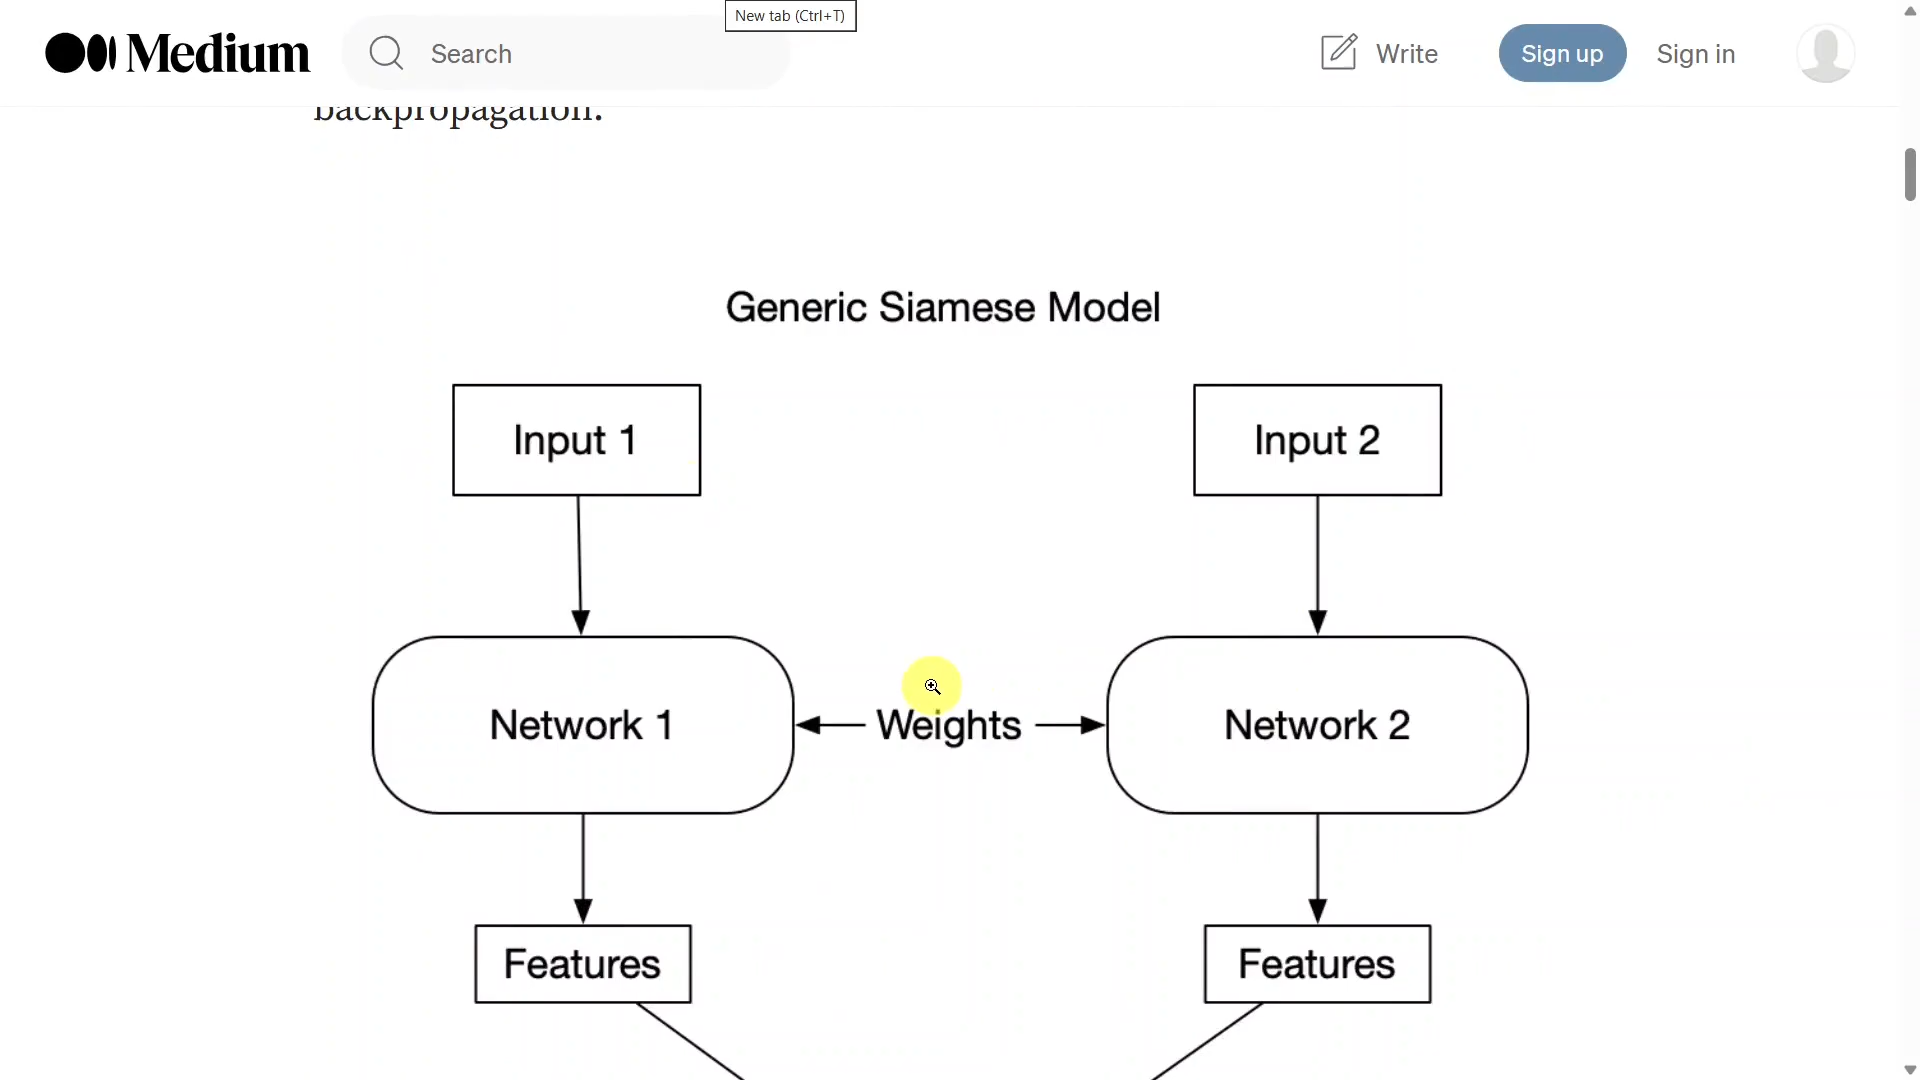 New tab (Ctrl+T)
Medium
Search
Write
Sign up
Sign in
backpropagation.
Generic Siamese Model
Input 1
Input 2
Network 1
Weights
Network 2
Features
Features